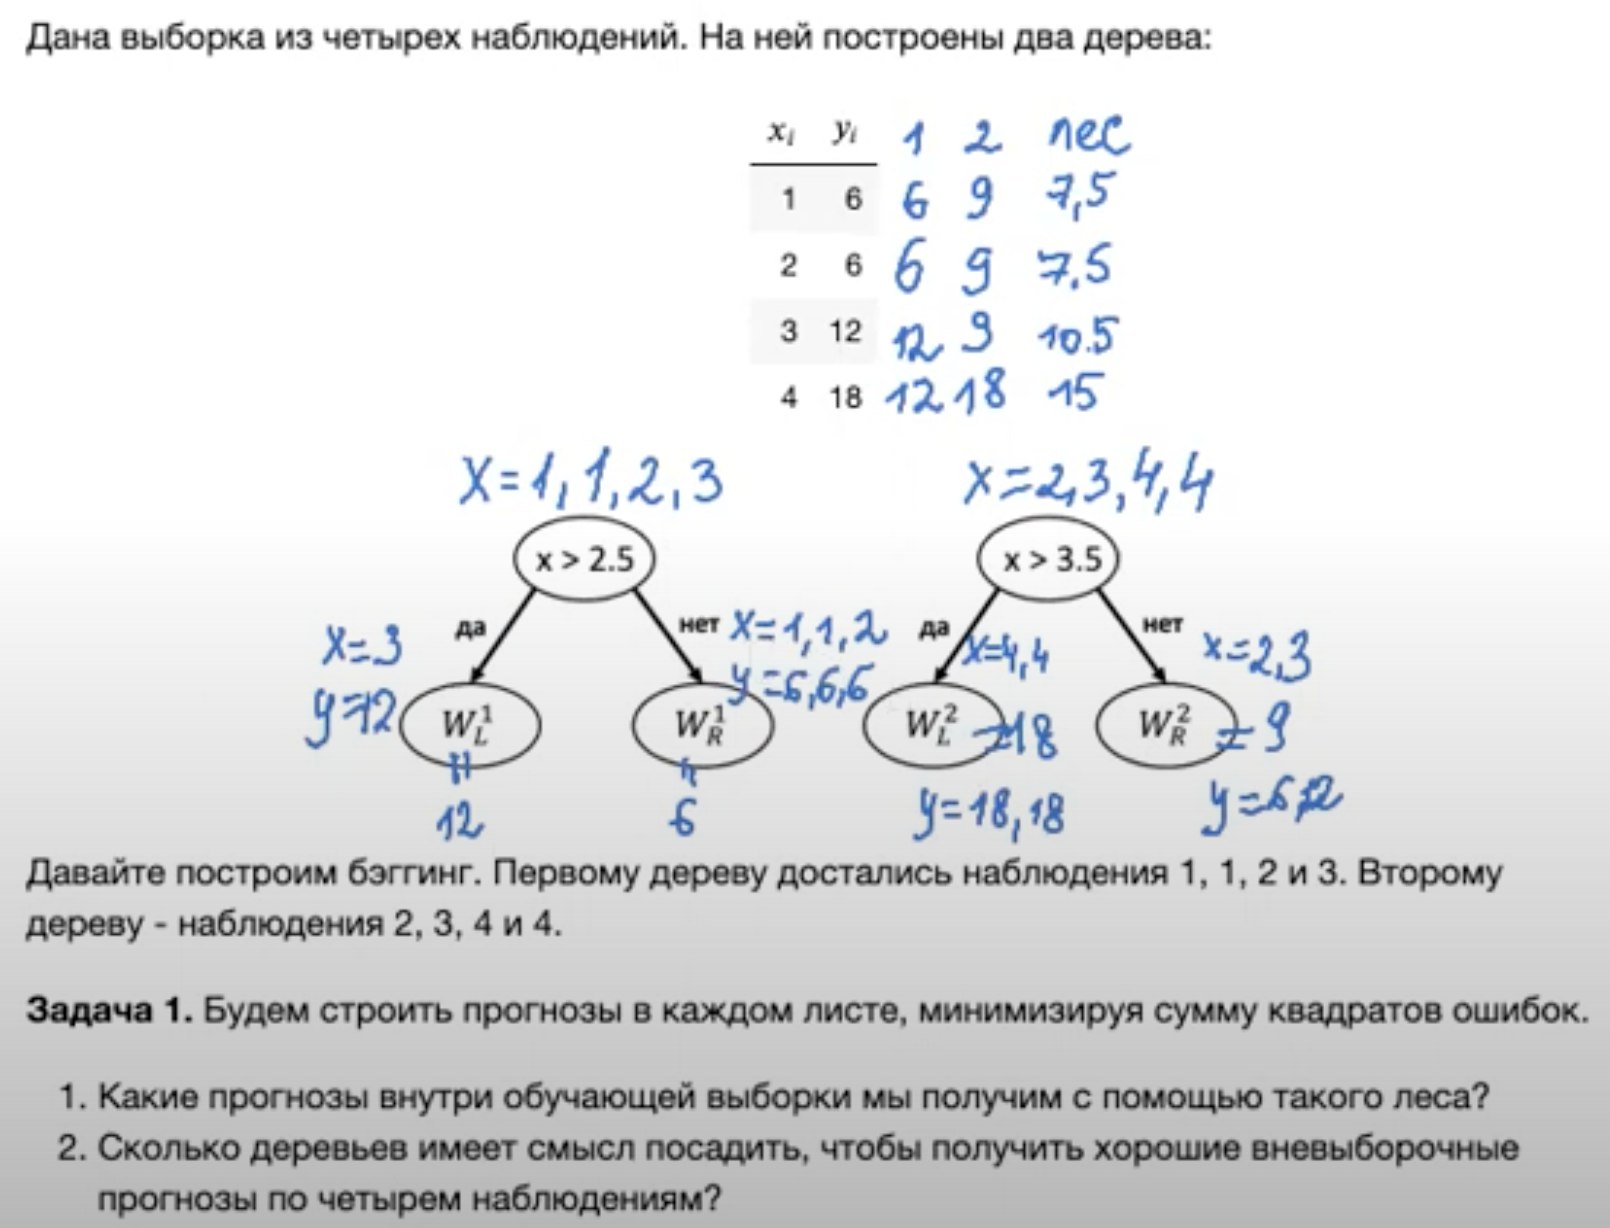 Дана выборка из четырех наблюдений. На ней построены два дерева:
xᵢ yᵢ 1 2 лес
1 6 6 9 7,5
2 6 6 9 7.5
3 12 12 9 10.5
4 18 12 18 15
x=1,1,2,3 x=2,3,4,4
x > 2.5 x > 3.5
x=3 да нет x=1,1,2 да x=4,4 нет x=2,3
y=12 W_L^1 W_R^1 y=6,6,6 W_L^2 =18 W_R^2 =9
= 12 = 6 y=18,18 y=6,12
Давайте построим бэггинг. Первому дереву достались наблюдения 1, 1, 2 и 3. Второму
дереву - наблюдения 2, 3, 4 и 4.
Задача 1. Будем строить прогнозы в каждом листе, минимизируя сумму квадратов ошибок.
1. Какие прогнозы внутри обучающей выборки мы получим с помощью такого леса?
2. Сколько деревьев имеет смысл посадить, чтобы получить хорошие вневыборочные
прогнозы по четырем наблюдениям?